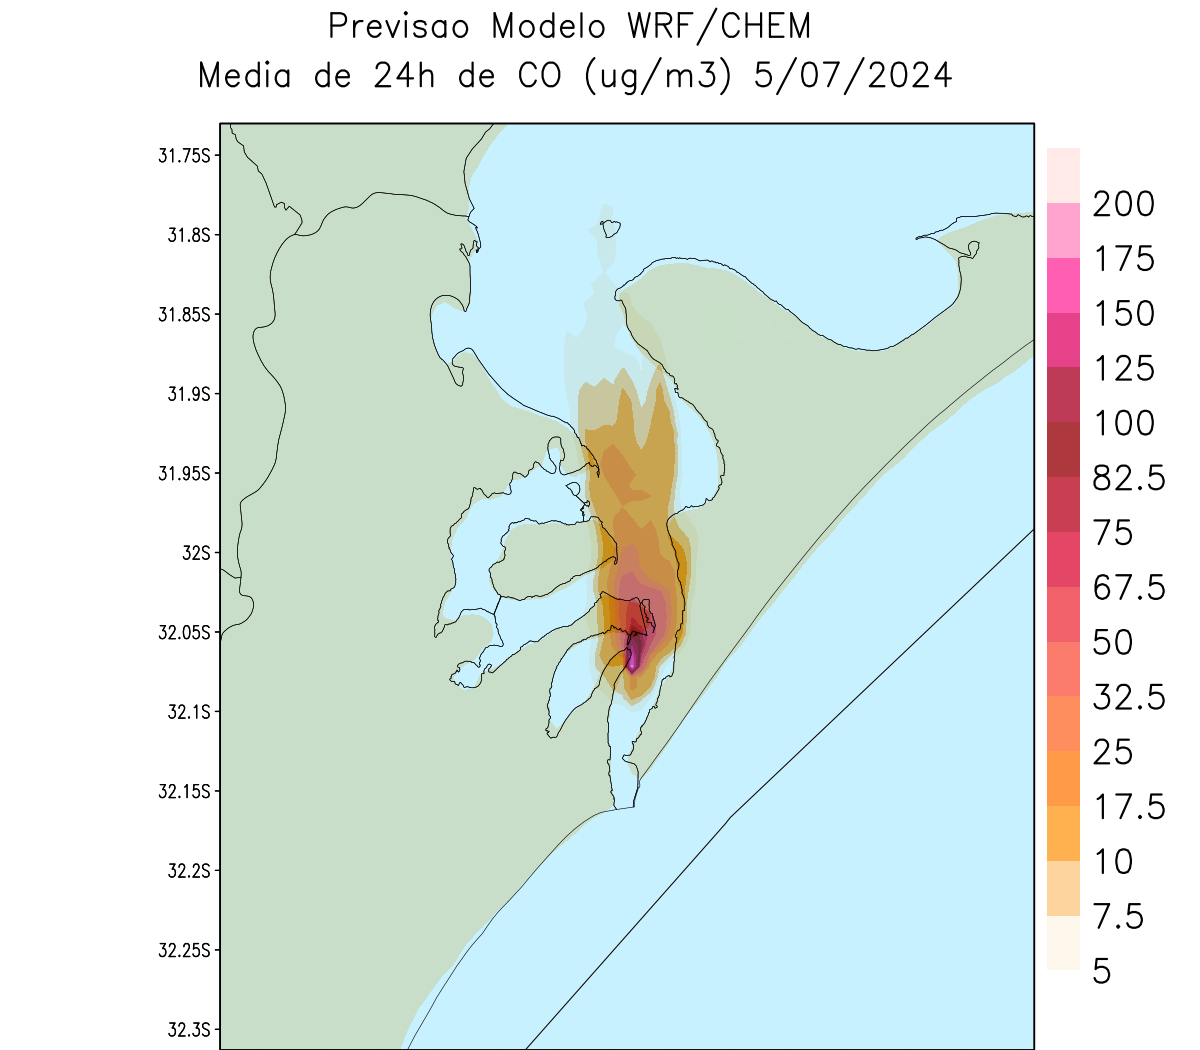 Previsao Modelo WRF/CHEM
Media de 24h de CO (ug/m3) 5/07/2024
31.75S
31.8S
31.85S
31.9S
31.95S
32S
32.05S
32.1S
32.15S
32.2S
32.25S
32.3S
200
175
150
125
100
82.5
75
67.5
50
32.5
25
17.5
10
7.5
5